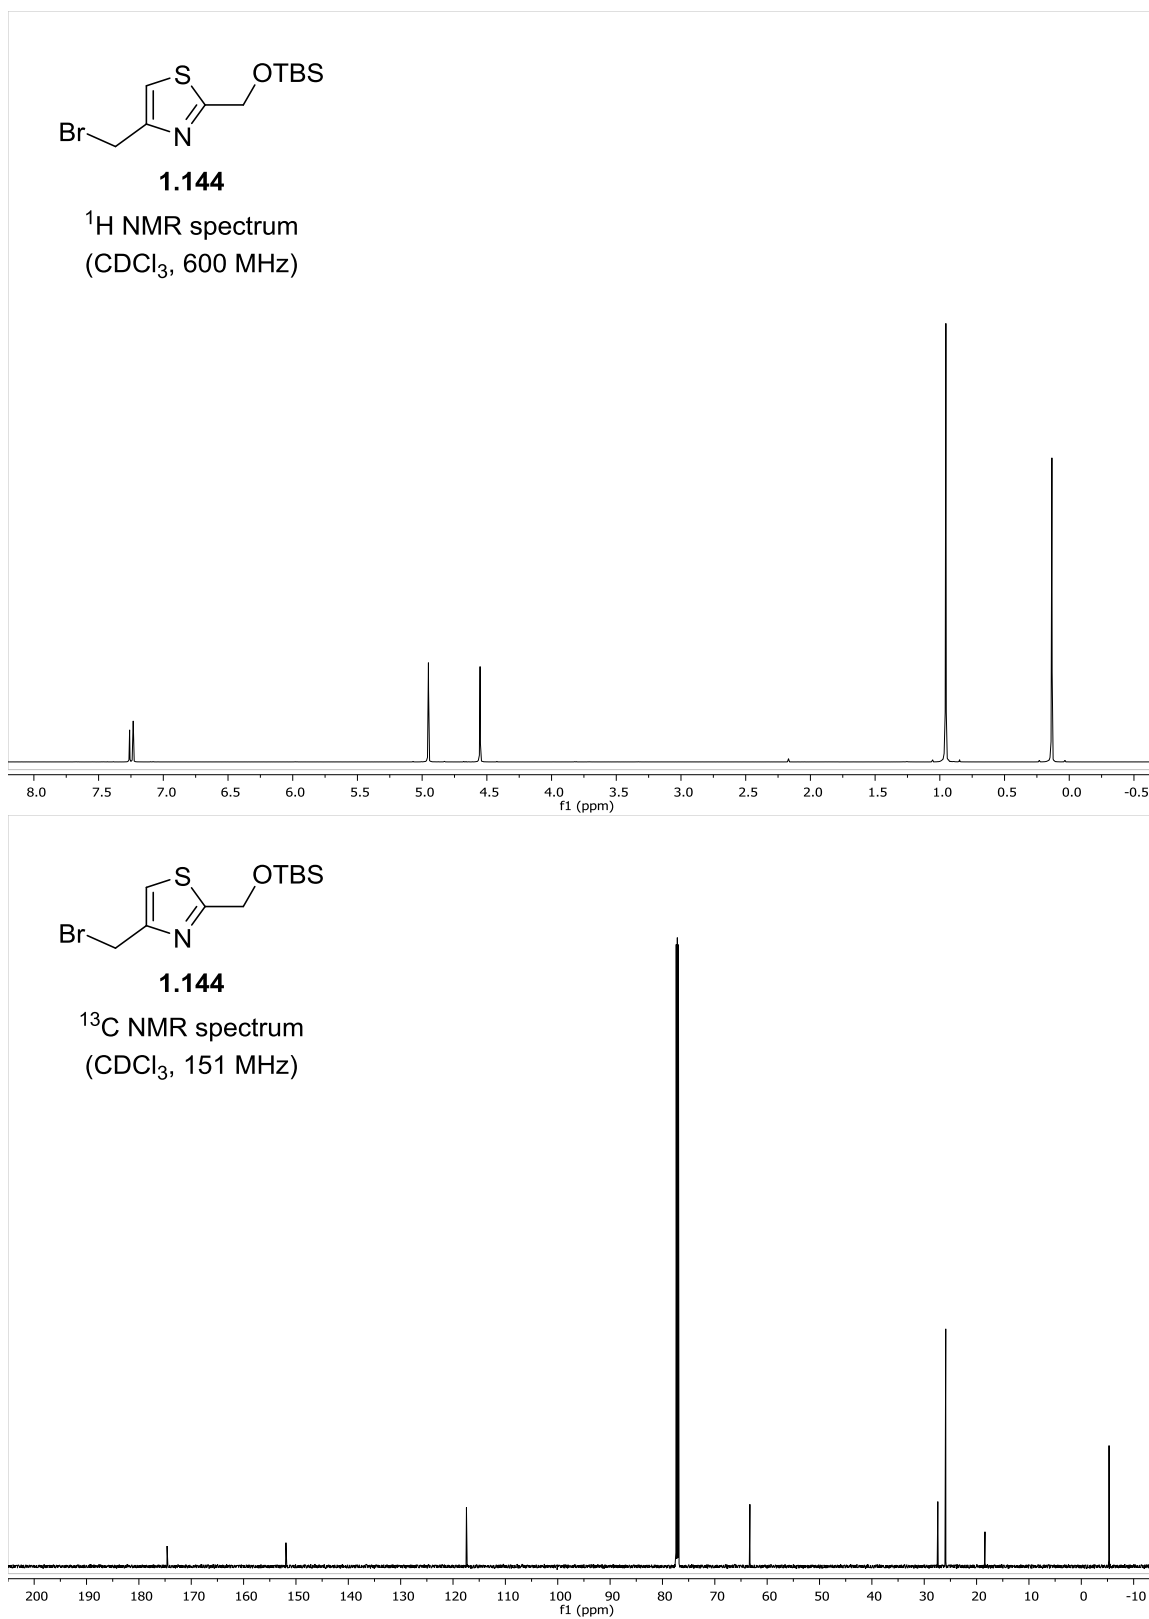 S
OTBS
Br
N
1.144
¹H NMR spectrum
(CDCl₃, 600 MHz)
8.0 7.5 7.0 6.5 6.0 5.5 5.0 4.5 4.0 3.5 3.0 2.5 2.0 1.5 1.0 0.5 0.0 -0.5
f1 (ppm)
S
OTBS
Br
N
1.144
¹³C NMR spectrum
(CDCl₃, 151 MHz)
200 190 180 170 160 150 140 130 120 110 100 90 80 70 60 50 40 30 20 10 0 -10
f1 (ppm)